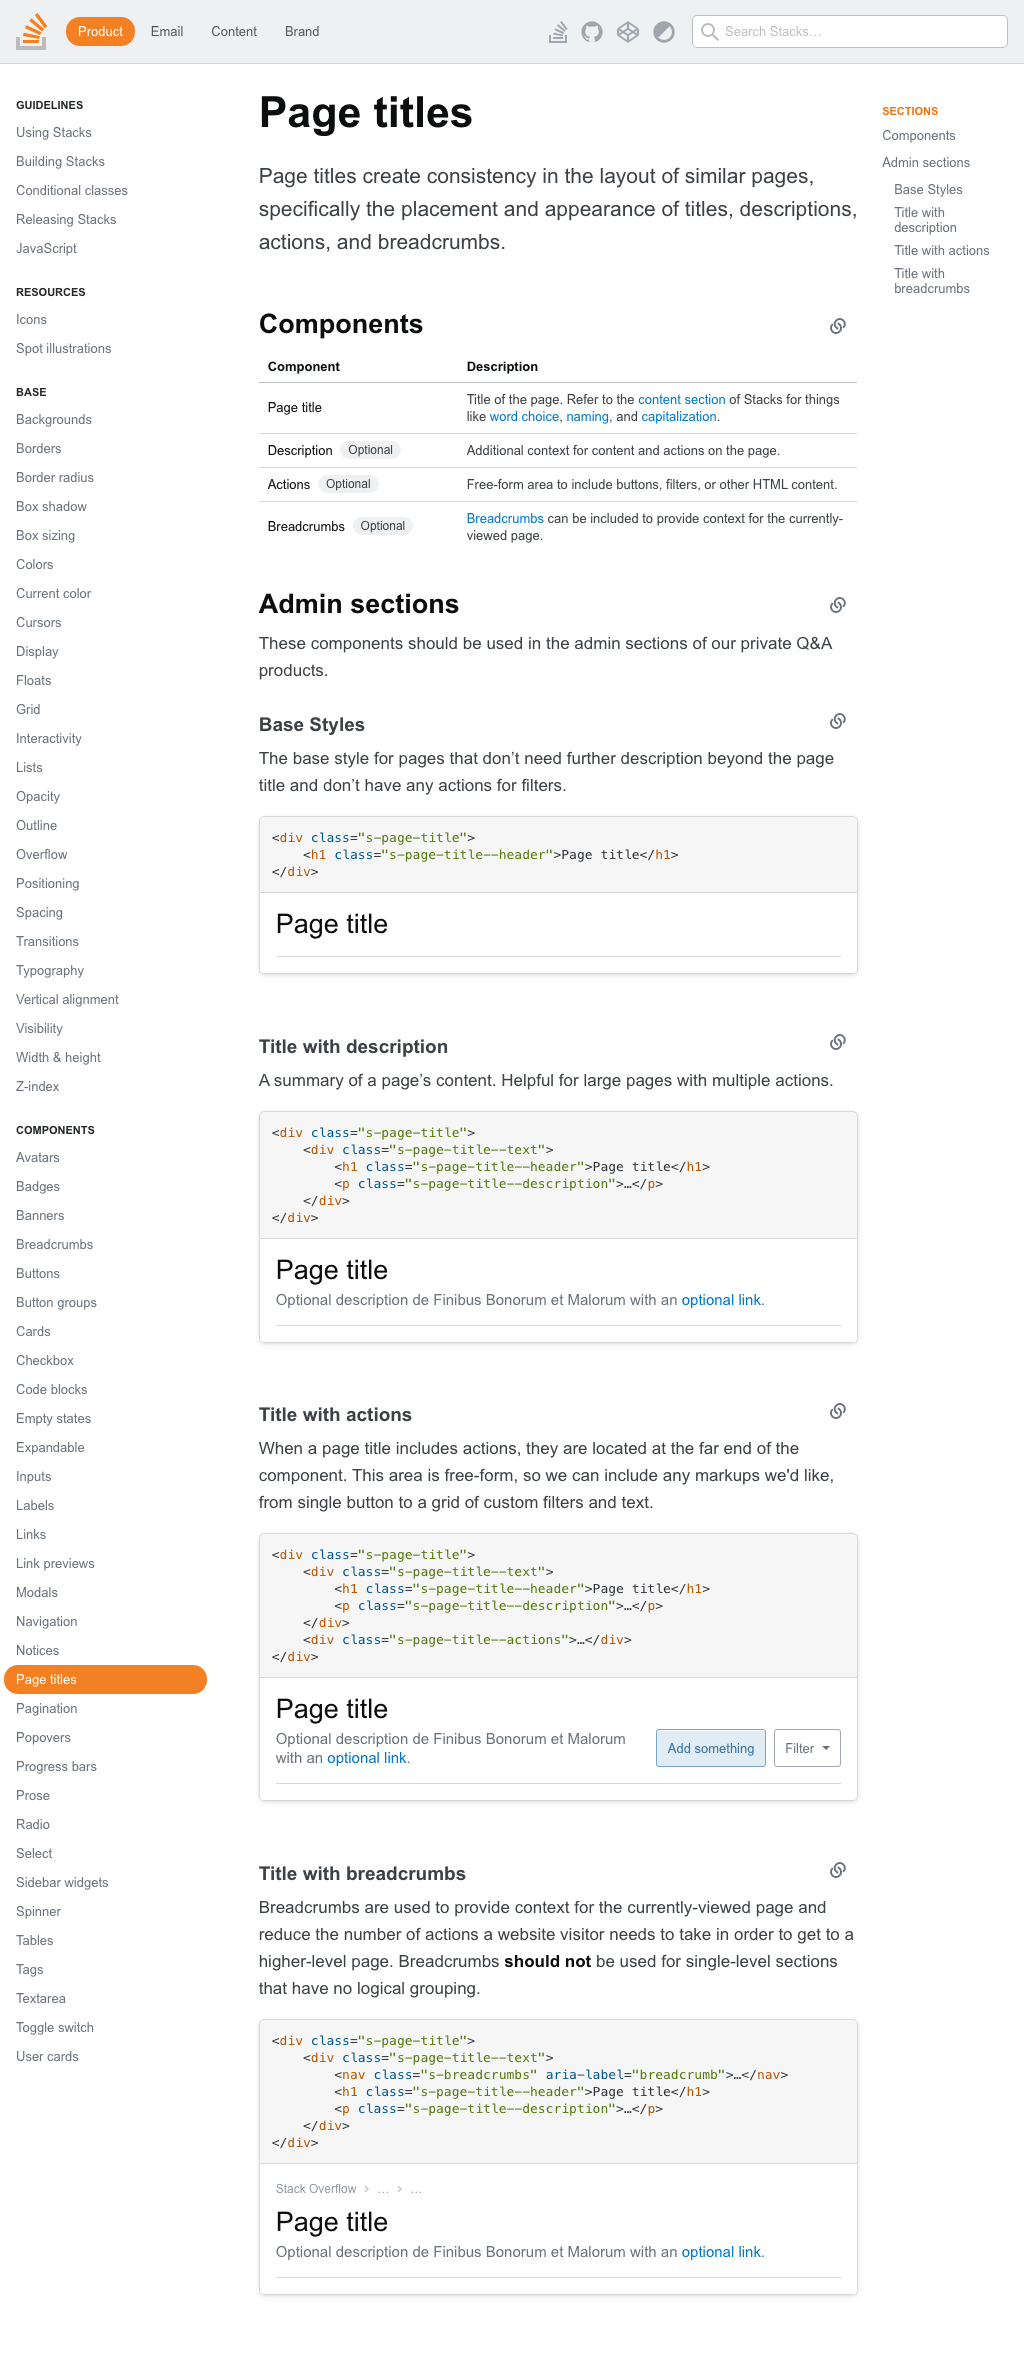 Product Email Content Brand Search Stacks…
GUIDELINES
Using Stacks
Building Stacks
Conditional classes
Releasing Stacks
JavaScript
RESOURCES
Icons
Spot illustrations
BASE
Backgrounds
Borders
Border radius
Box shadow
Box sizing
Colors
Current color
Cursors
Display
Floats
Grid
Interactivity
Lists
Opacity
Outline
Overflow
Positioning
Spacing
Transitions
Typography
Vertical alignment
Visibility
Width & height
Z-index
COMPONENTS
Avatars
Badges
Banners
Breadcrumbs
Buttons
Button groups
Cards
Checkbox
Code blocks
Empty states
Expandable
Inputs
Labels
Links
Link previews
Modals
Navigation
Notices
Page titles
Pagination
Popovers
Progress bars
Prose
Radio
Select
Sidebar widgets
Spinner
Tables
Tags
Textarea
Toggle switch
User cards
Page titles
Page titles create consistency in the layout of similar pages,
specifically the placement and appearance of titles, descriptions,
actions, and breadcrumbs.
Components
Component Description
Page title
Title of the page. Refer to the content section of Stacks for things
like word choice, naming, and capitalization.
Description Optional Additional context for content and actions on the page.
Actions Optional Free-form area to include buttons, filters, or other HTML content.
Breadcrumbs Optional
Breadcrumbs can be included to provide context for the currently-
viewed page.
Admin sections
These components should be used in the admin sections of our private Q&A
products.
Base Styles
The base style for pages that don’t need further description beyond the page
title and don’t have any actions for filters.
<div class="s-page-title">
    <h1 class="s-page-title--header">Page title</h1>
</div>
Page title
Title with description
A summary of a page’s content. Helpful for large pages with multiple actions.
<div class="s-page-title">
    <div class="s-page-title--text">
        <h1 class="s-page-title--header">Page title</h1>
        <p class="s-page-title--description">…</p>
    </div>
</div>
Page title
Optional description de Finibus Bonorum et Malorum with an optional link.
Title with actions
When a page title includes actions, they are located at the far end of the
component. This area is free-form, so we can include any markups we'd like,
from single button to a grid of custom filters and text.
<div class="s-page-title">
    <div class="s-page-title--text">
        <h1 class="s-page-title--header">Page title</h1>
        <p class="s-page-title--description">…</p>
    </div>
    <div class="s-page-title--actions">…</div>
</div>
Page title
Optional description de Finibus Bonorum et Malorum
with an optional link.
Add something Filter
Title with breadcrumbs
Breadcrumbs are used to provide context for the currently-viewed page and
reduce the number of actions a website visitor needs to take in order to get to a
higher-level page. Breadcrumbs should not be used for single-level sections
that have no logical grouping.
<div class="s-page-title">
    <div class="s-page-title--text">
        <nav class="s-breadcrumbs" aria-label="breadcrumb">…</nav>
        <h1 class="s-page-title--header">Page title</h1>
        <p class="s-page-title--description">…</p>
    </div>
</div>
Stack Overflow › … › …
Page title
Optional description de Finibus Bonorum et Malorum with an optional link.
SECTIONS
Components
Admin sections
Base Styles
Title with
description
Title with actions
Title with
breadcrumbs